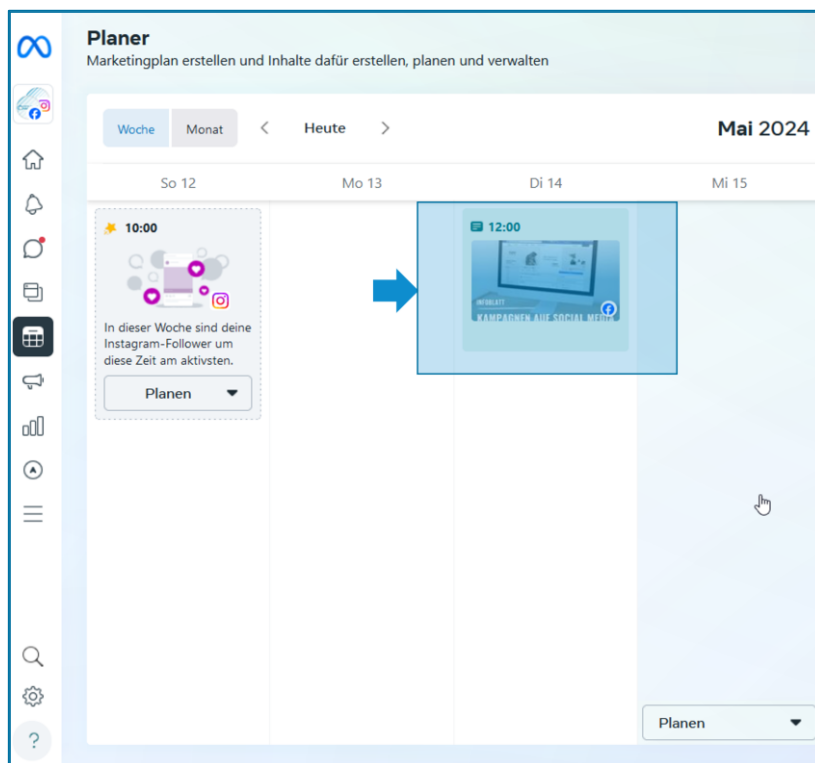 Planer
Marketingplan erstellen und Inhalte dafür erstellen, planen und verwalten
Woche Monat Heute Mai 2024
So 12 Mo 13 Di 14 Mi 15
10:00
In dieser Woche sind deine
Instagram-Follower um
diese Zeit am aktivsten.
Planen
12:00
INFOBLATT
KAMPAGNEN AUF SOCIAL MEDIA
Planen
?